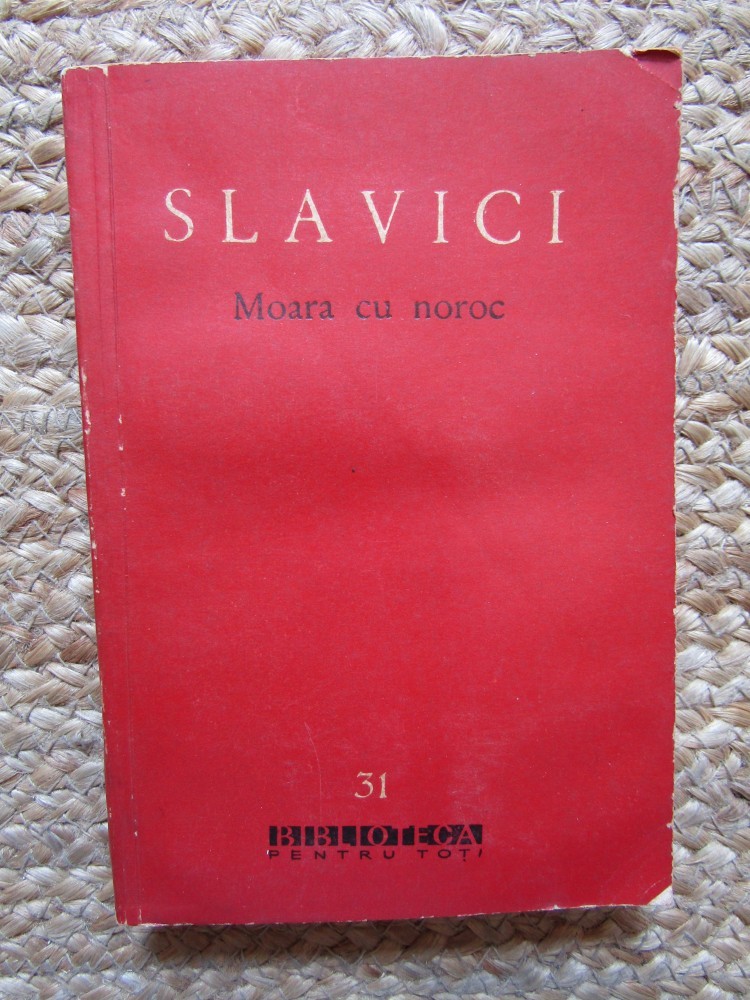 SLAVICI
Moara cu noroc
31
BIBLIOTECA
PENTRU TOȚI